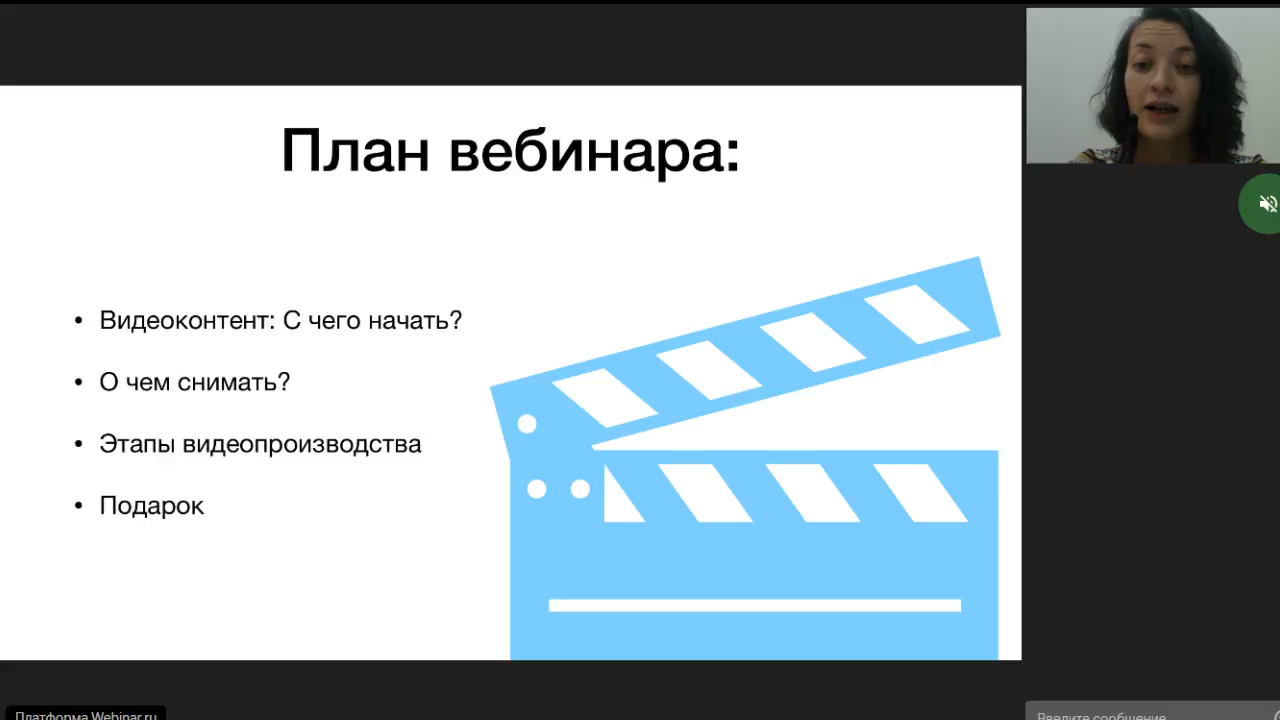 План вебинара:
• Видеоконтент: С чего начать?
• О чем снимать?
• Этапы видеопроизводства
• Подарок
Платформа Webinar.ru
Введите сообщение